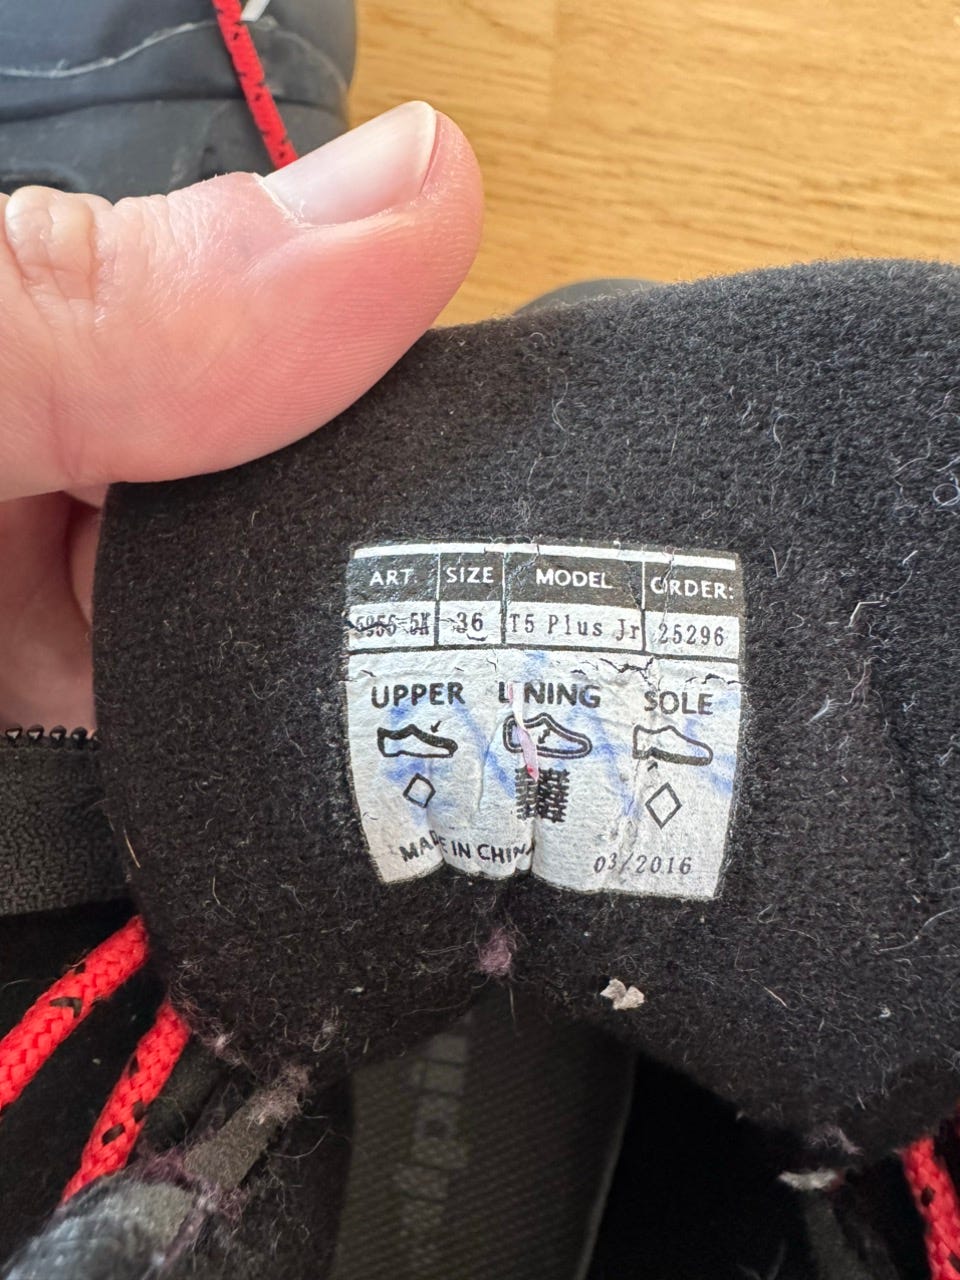 ART. SIZE MODEL ORDER:
36 T5 Plus Jr 25296
UPPER LINING SOLE
MADE IN CHINA
03/2016